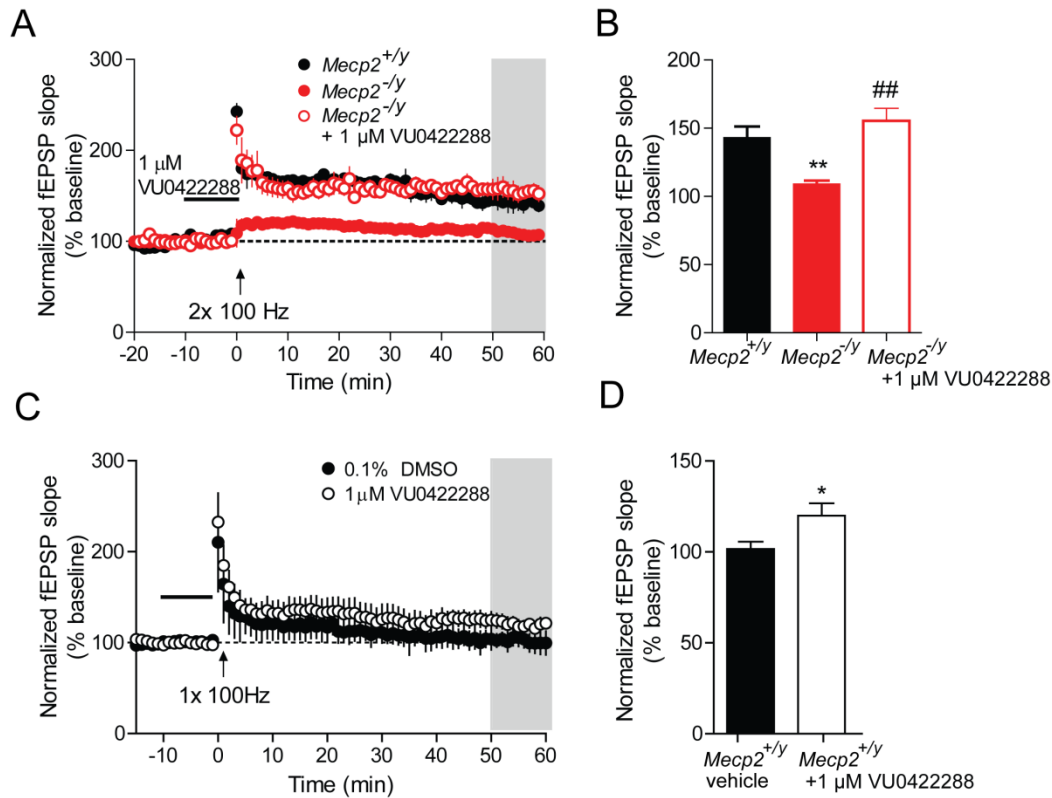 A
Normalized fEPSP slope
(% baseline)
300
200
100
0
Mecp2+/y
Mecp2-/y
Mecp2-/y
+ 1 µM VU0422288
1 µM
VU0422288
2x 100 Hz
-20 -10 0 10 20 30 40 50 60
Time (min)
B
Normalized fEPSP slope
(% baseline)
200
150
100
50
0
**
##
Mecp2+/y Mecp2-/y Mecp2-/y
+1 µM VU0422288
C
Normalized fEPSP slope
(% baseline)
300
200
100
0
0.1% DMSO
1µM VU0422288
1x 100Hz
-10 0 10 20 30 40 50 60
Time (min)
D
Normalized fEPSP slope
(% baseline)
150
100
50
0
*
Mecp2+/y Mecp2+/y
vehicle +1 µM VU0422288